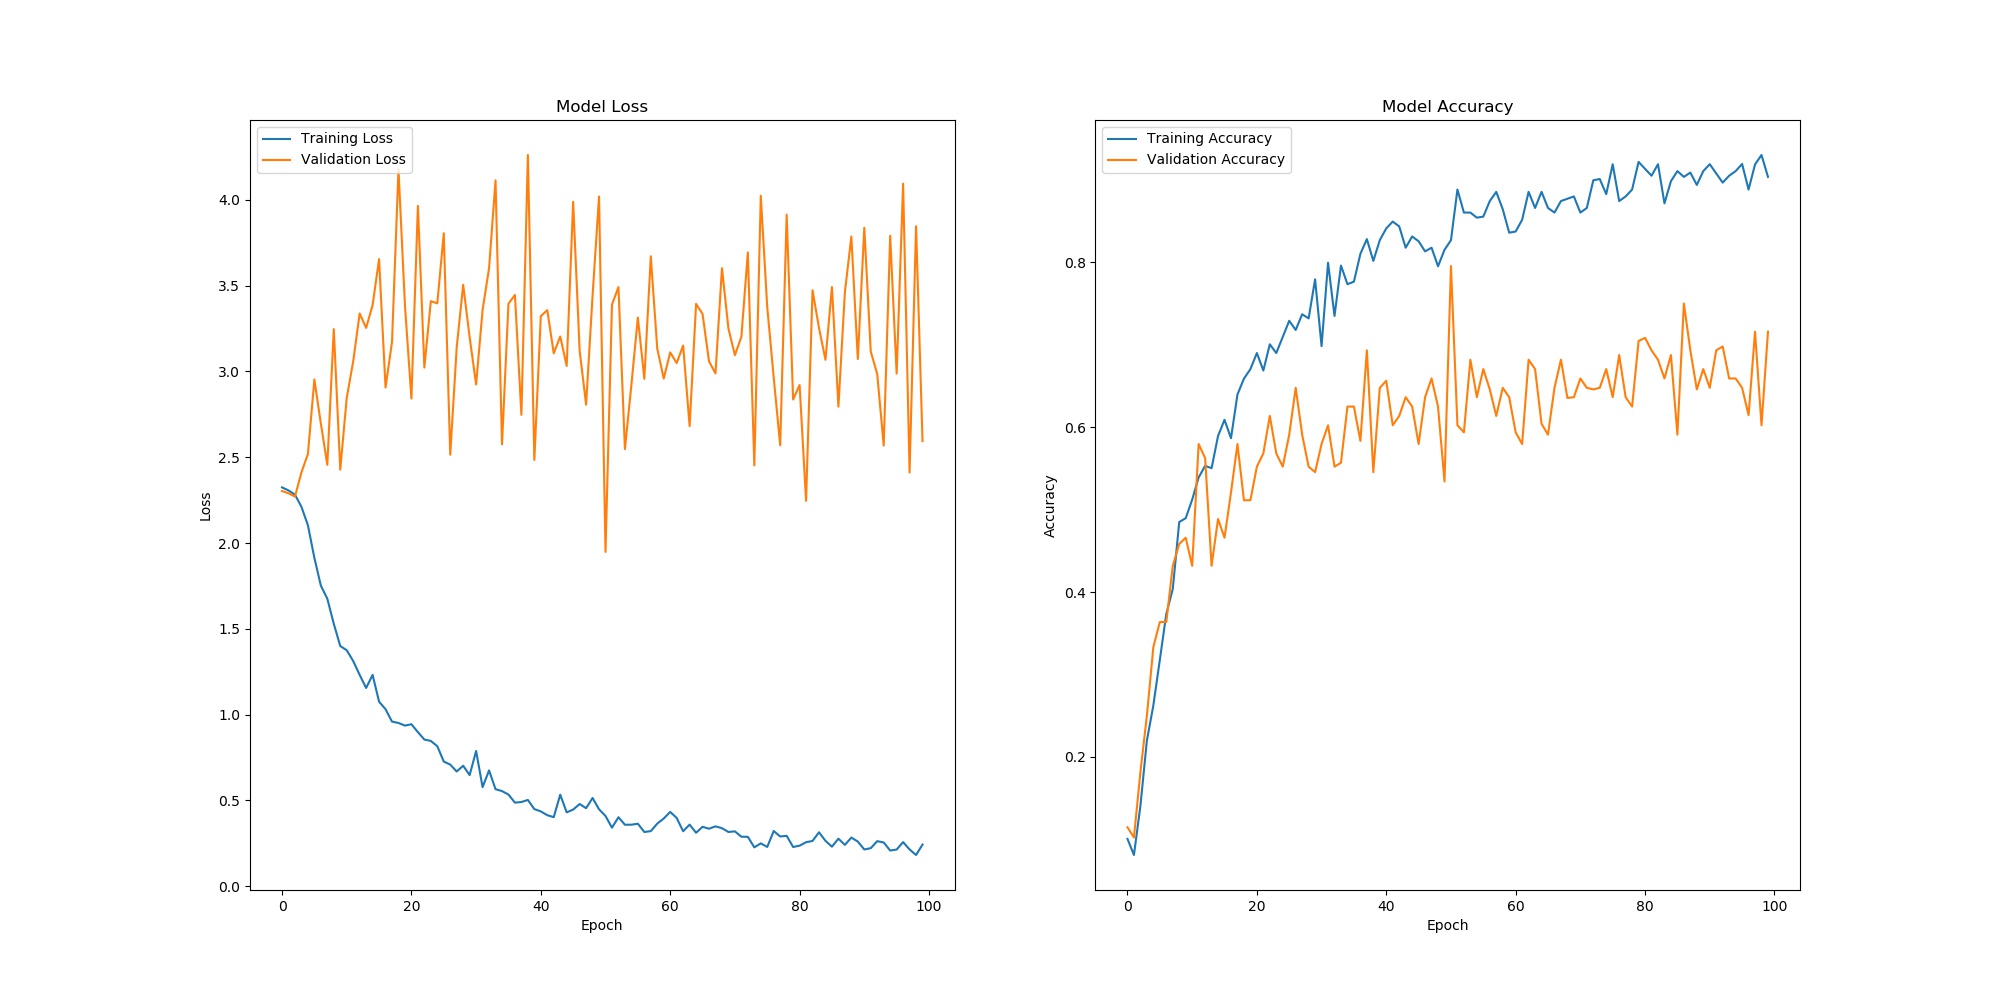 Model Loss
Training Loss
Validation Loss
4.0
3.5
3.0
2.5
2.0
1.5
1.0
0.5
0.0
Loss
0 20 40 60 80 100
Epoch
Model Accuracy
Training Accuracy
Validation Accuracy
0.8
0.6
0.4
0.2
Accuracy
0 20 40 60 80 100
Epoch